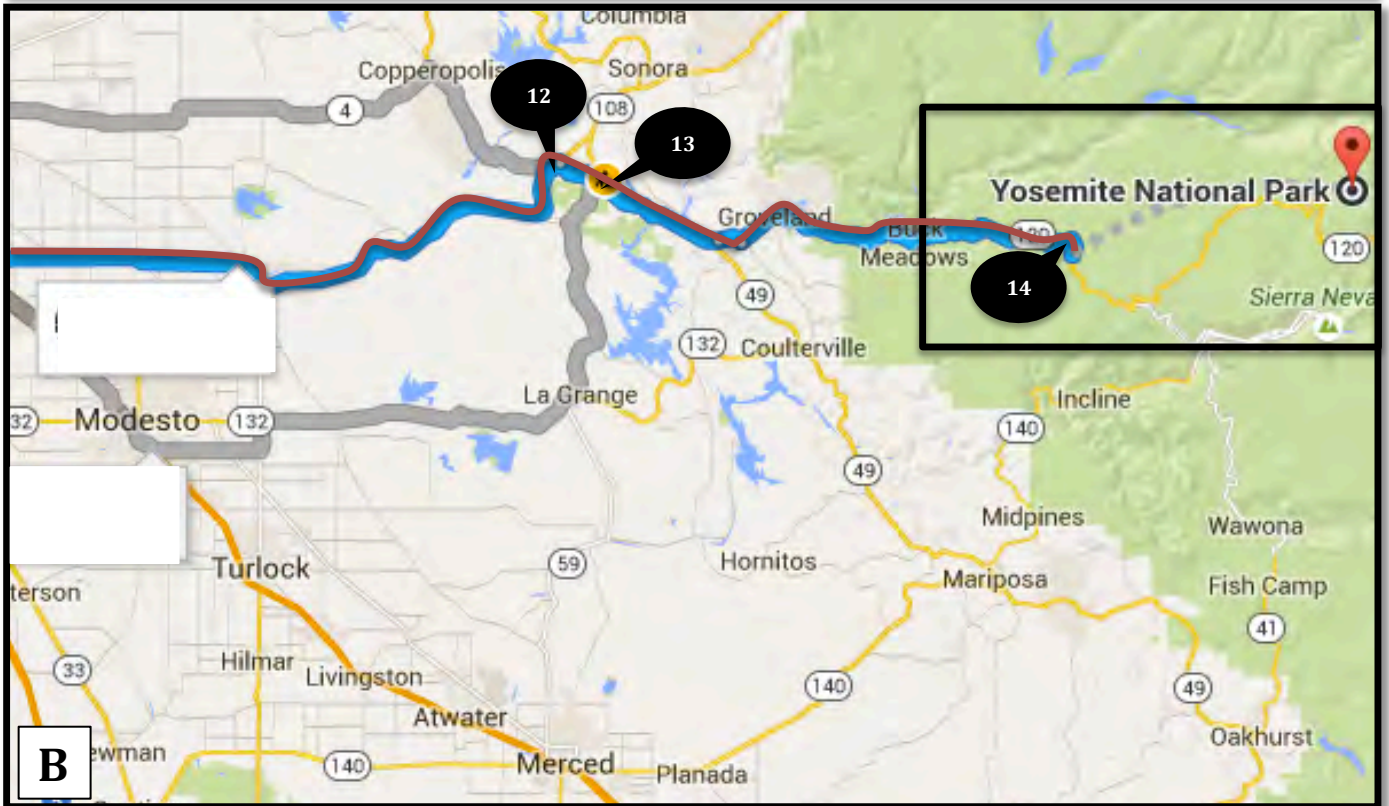 Columbia
Copperopolis
Sonora
12
108
4
13
Yosemite National Park
Groveland
Buck
Meadows
120
120
14
49
Sierra Neva
132
Coulterville
La Grange
Incline
32
Modesto
132
140
49
Midpines
Wawona
59
Hornitos
Turlock
Mariposa
Fish Camp
terson
41
Hilmar
33
Livingston
140
49
Atwater
Oakhurst
B
ewman
140
Merced
Planada